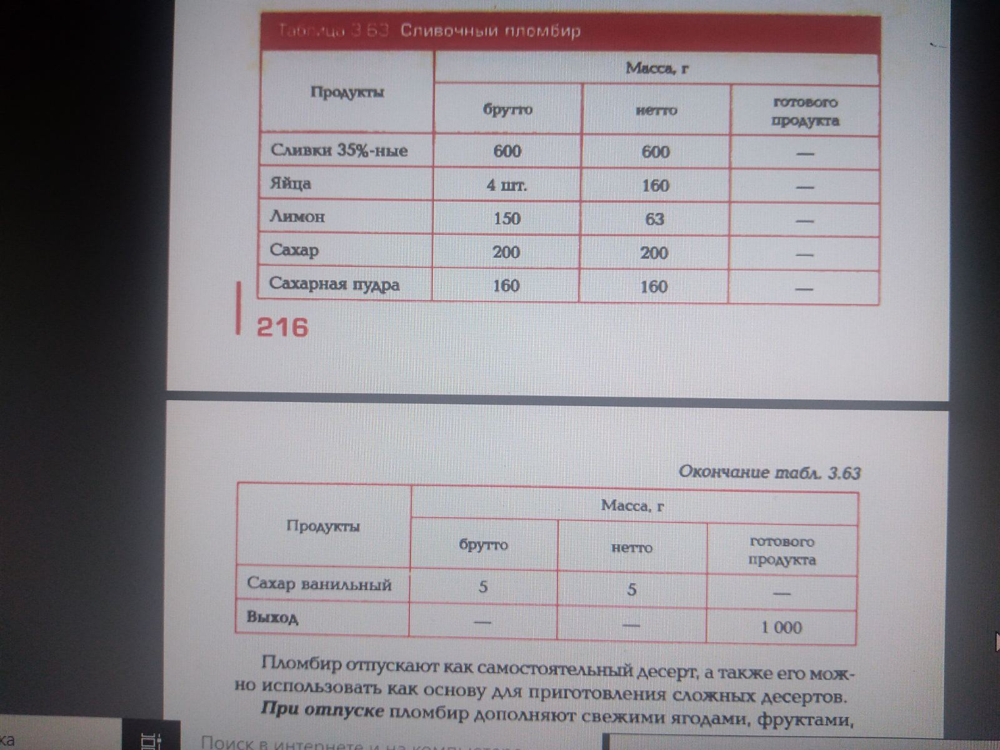 Таблица 3.63 Сливочный пломбир
Продукты
Масса, г
брутто
нетто
готового
продукта
Сливки 35%-ные 600 600 —
Яйца 4 шт. 160 —
Лимон 150 63 —
Сахар 200 200 —
Сахарная пудра 160 160 —
216
Окончание табл. 3.63
Продукты
Масса, г
брутто
нетто
готового
продукта
Сахар ванильный 5 5 —
Выход — — 1 000
Пломбир отпускают как самостоятельный десерт, а также его мож-
но использовать как основу для приготовления сложных десертов.
При отпуске пломбир дополняют свежими ягодами, фруктами,
ка
Поиск в интернете и на компьютере